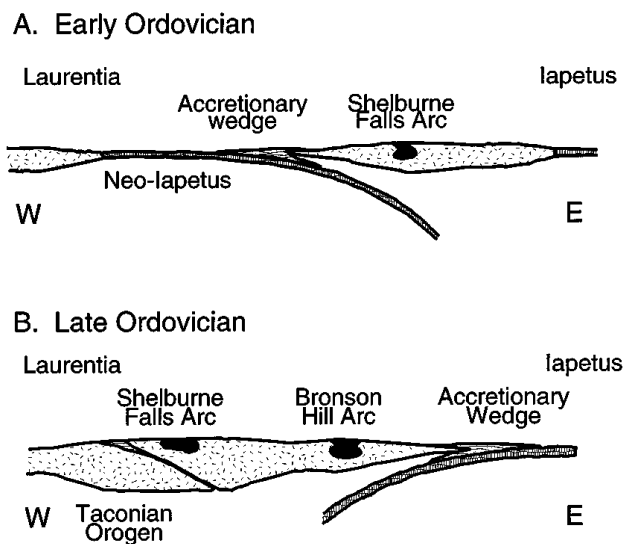 A. Early Ordovician
Laurentia
Iapetus
Accretionary
wedge
Shelburne
Falls Arc
Neo-Iapetus
W
E
B. Late Ordovician
Laurentia
Iapetus
Shelburne
Falls Arc
Bronson
Hill Arc
Accretionary
Wedge
W
Taconian
Orogen
E